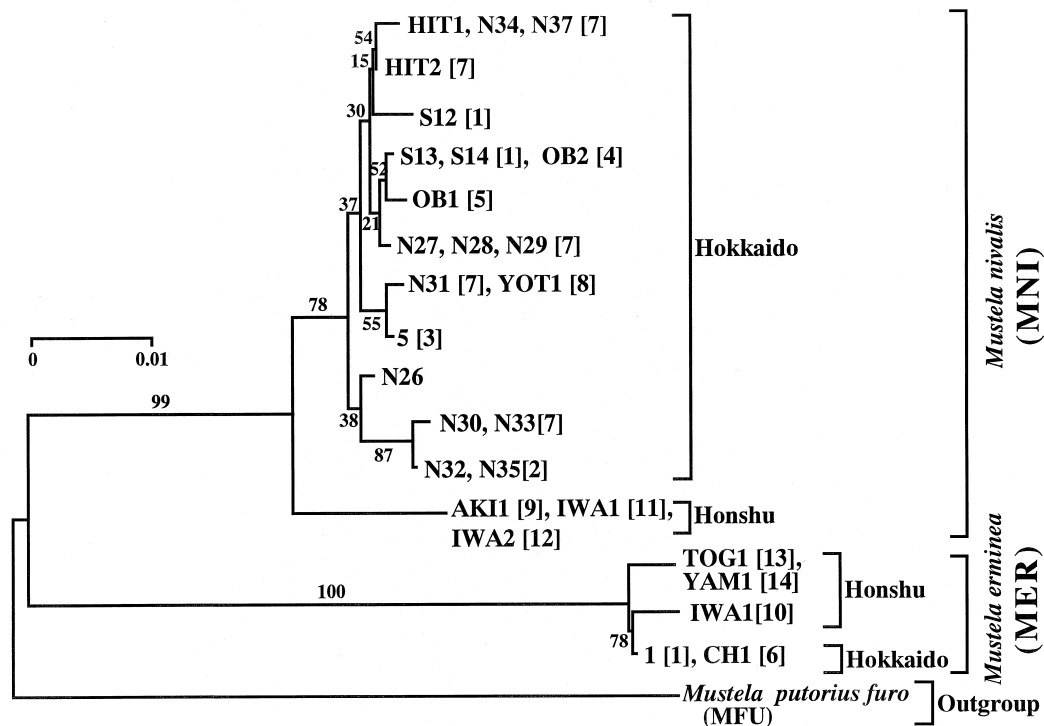 HIT1, N34, N37 [7]
54
15
HIT2 [7]
30
S12 [1]
S13, S14 [1], OB2 [4]
52
OB1 [5]
37
21
N27, N28, N29 [7]
Hokkaido
N31 [7], YOT1 [8]
78
55
5 [3]
0 0.01
N26
99
38
N30, N33[7]
87
N32, N35[2]
AKI1 [9], IWA1 [11],
IWA2 [12]
Honshu
Mustela nivalis
(MNI)
TOG1 [13],
YAM1 [14]
Honshu
100
IWA1[10]
78
1 [1], CH1 [6]
Hokkaido
Mustela erminea
(MER)
Mustela putorius furo
(MFU)
Outgroup